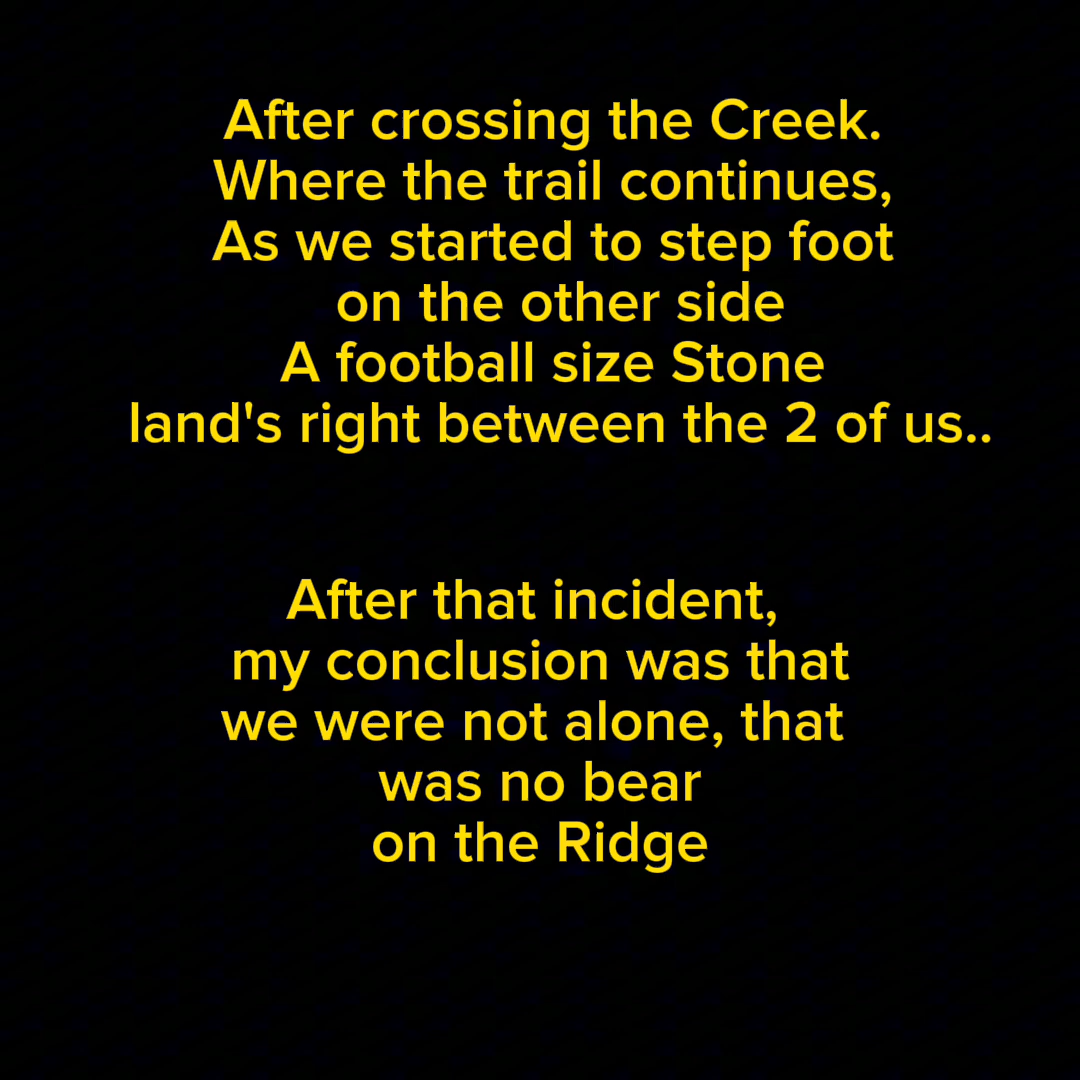 After crossing the Creek.
Where the trail continues,
As we started to step foot
on the other side
A football size Stone
land's right between the 2 of us..
After that incident,
my conclusion was that
we were not alone, that
was no bear
on the Ridge